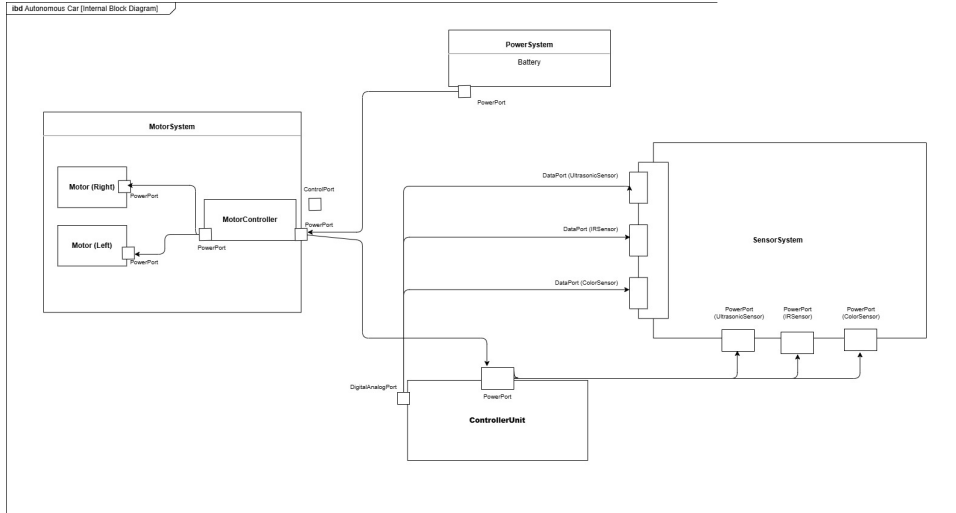 ibd Autonomous Car [Internal Block Diagram]
PowerSystem
Battery
PowerPort
MotorSystem
Motor (Right)
PowerPort
ControlPort
MotorController
PowerPort
PowerPort
Motor (Left)
PowerPort
DataPort (UltrasonicSensor)
DataPort (IRSensor)
DataPort (ColorSensor)
SensorSystem
PowerPort
(UltrasonicSensor)
PowerPort
(IRSensor)
PowerPort
(ColorSensor)
DigitalAnalogPort
PowerPort
ControllerUnit